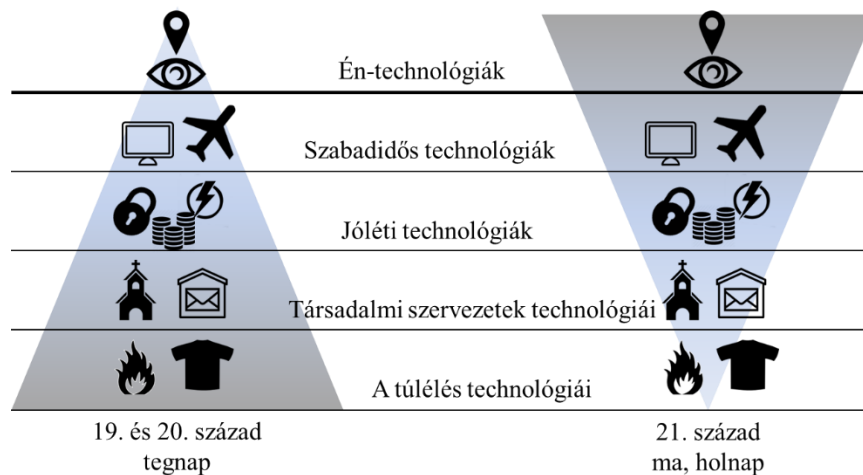 Én-technológiák
Szabadidős technológiák
Jóléti technológiák
Társadalmi szervezetek technológiái
A túlélés technológiái
19. és 20. század
tegnap
21. század
ma, holnap